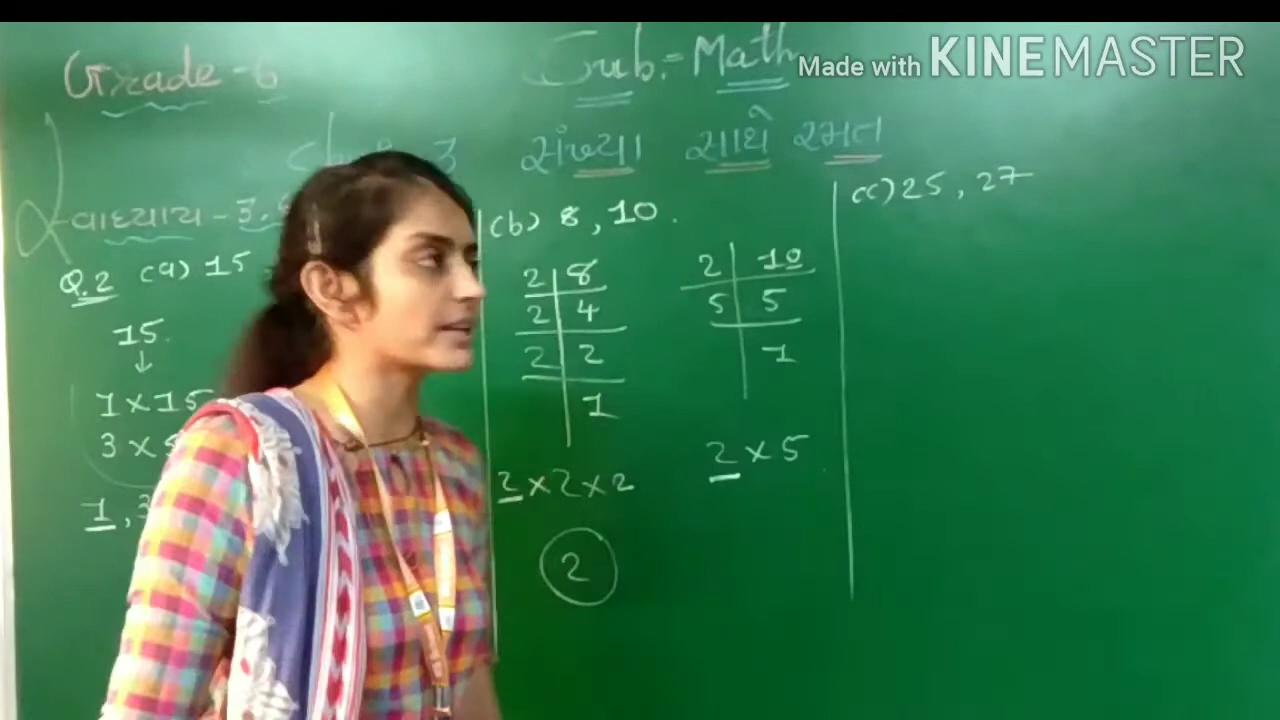 Made with KINEMASTER
Grade - 6
Sub. = Math
3 સંખ્યા સાથે રમત
સ્વાધ્યાય - 3.
Q.2 (a) 15
15
↓
1 × 15
3 ×
1, 3
(b) 8, 10.
2 8
2 4
2 2
1
2 × 2 × 2
2
2 10
5 5
1
2 × 5
(c) 25, 27